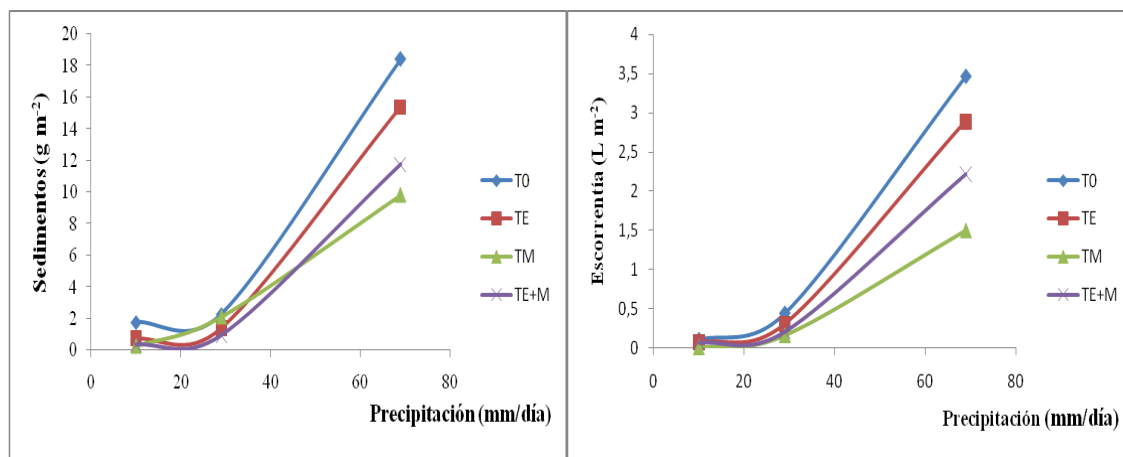 Sedimentos (g m⁻²)
20
18
16
14
12
10
8
6
4
2
0
0 20 40 60 80
Precipitación (mm/día)
T0
TE
TM
TE+M
Escorrentía (L m⁻²)
4
3,5
3
2,5
2
1,5
1
0,5
0
0 20 40 60 80
Precipitación (mm/día)
T0
TE
TM
TE+M